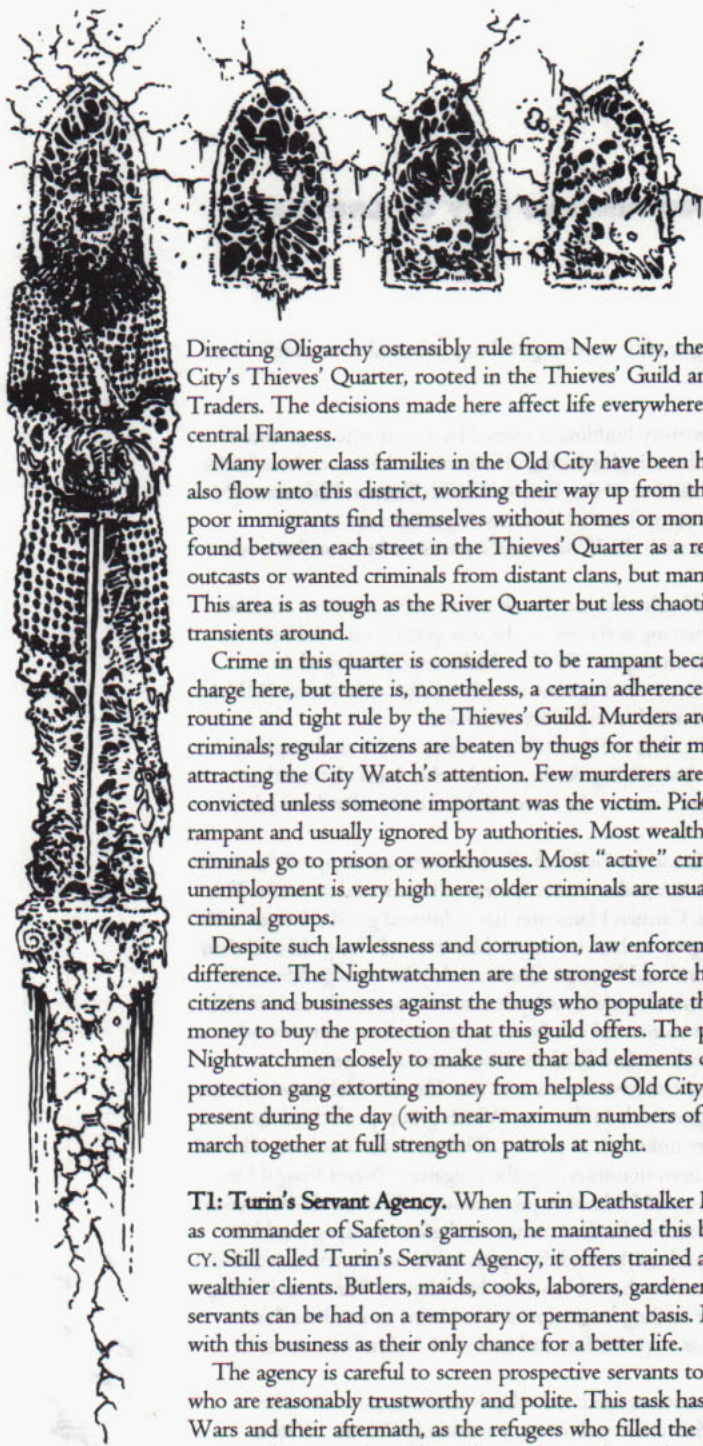 Directing Oligarchy ostensibly rule from New City, the
City's Thieves' Quarter, rooted in the Thieves' Guild an
Traders. The decisions made here affect life everywhere
central Flanaess.
Many lower class families in the Old City have been h
also flow into this district, working their way up from th
poor immigrants find themselves without homes or mon
found between each street in the Thieves' Quarter as a re
outcasts or wanted criminals from distant clans, but man
This area is as tough as the River Quarter but less chaoti
transients around.
Crime in this quarter is considered to be rampant beca
charge here, but there is, nonetheless, a certain adherence
routine and tight rule by the Thieves' Guild. Murders are
criminals; regular citizens are beaten by thugs for their m
attracting the City Watch's attention. Few murderers are
convicted unless someone important was the victim. Pick
rampant and usually ignored by authorities. Most wealth
criminals go to prison or workhouses. Most “active” crim
unemployment is very high here; older criminals are usua
criminal groups.
Despite such lawlessness and corruption, law enforcem
difference. The Nightwatchmen are the strongest force h
citizens and businesses against the thugs who populate th
money to buy the protection that this guild offers. The p
Nightwatchmen closely to make sure that bad elements d
protection gang extorting money from helpless Old City
present during the day (with near-maximum numbers of
march together at full strength on patrols at night.
T1: Turin's Servant Agency. When Turin Deathstalker l
as commander of Safeton's garrison, he maintained this b
CY. Still called Turin's Servant Agency, it offers trained a
wealthier clients. Butlers, maids, cooks, laborers, gardener
servants can be had on a temporary or permanent basis.
with this business as their only chance for a better life.
The agency is careful to screen prospective servants to
who are reasonably trustworthy and polite. This task has
Wars and their aftermath, as the refugees who filled the